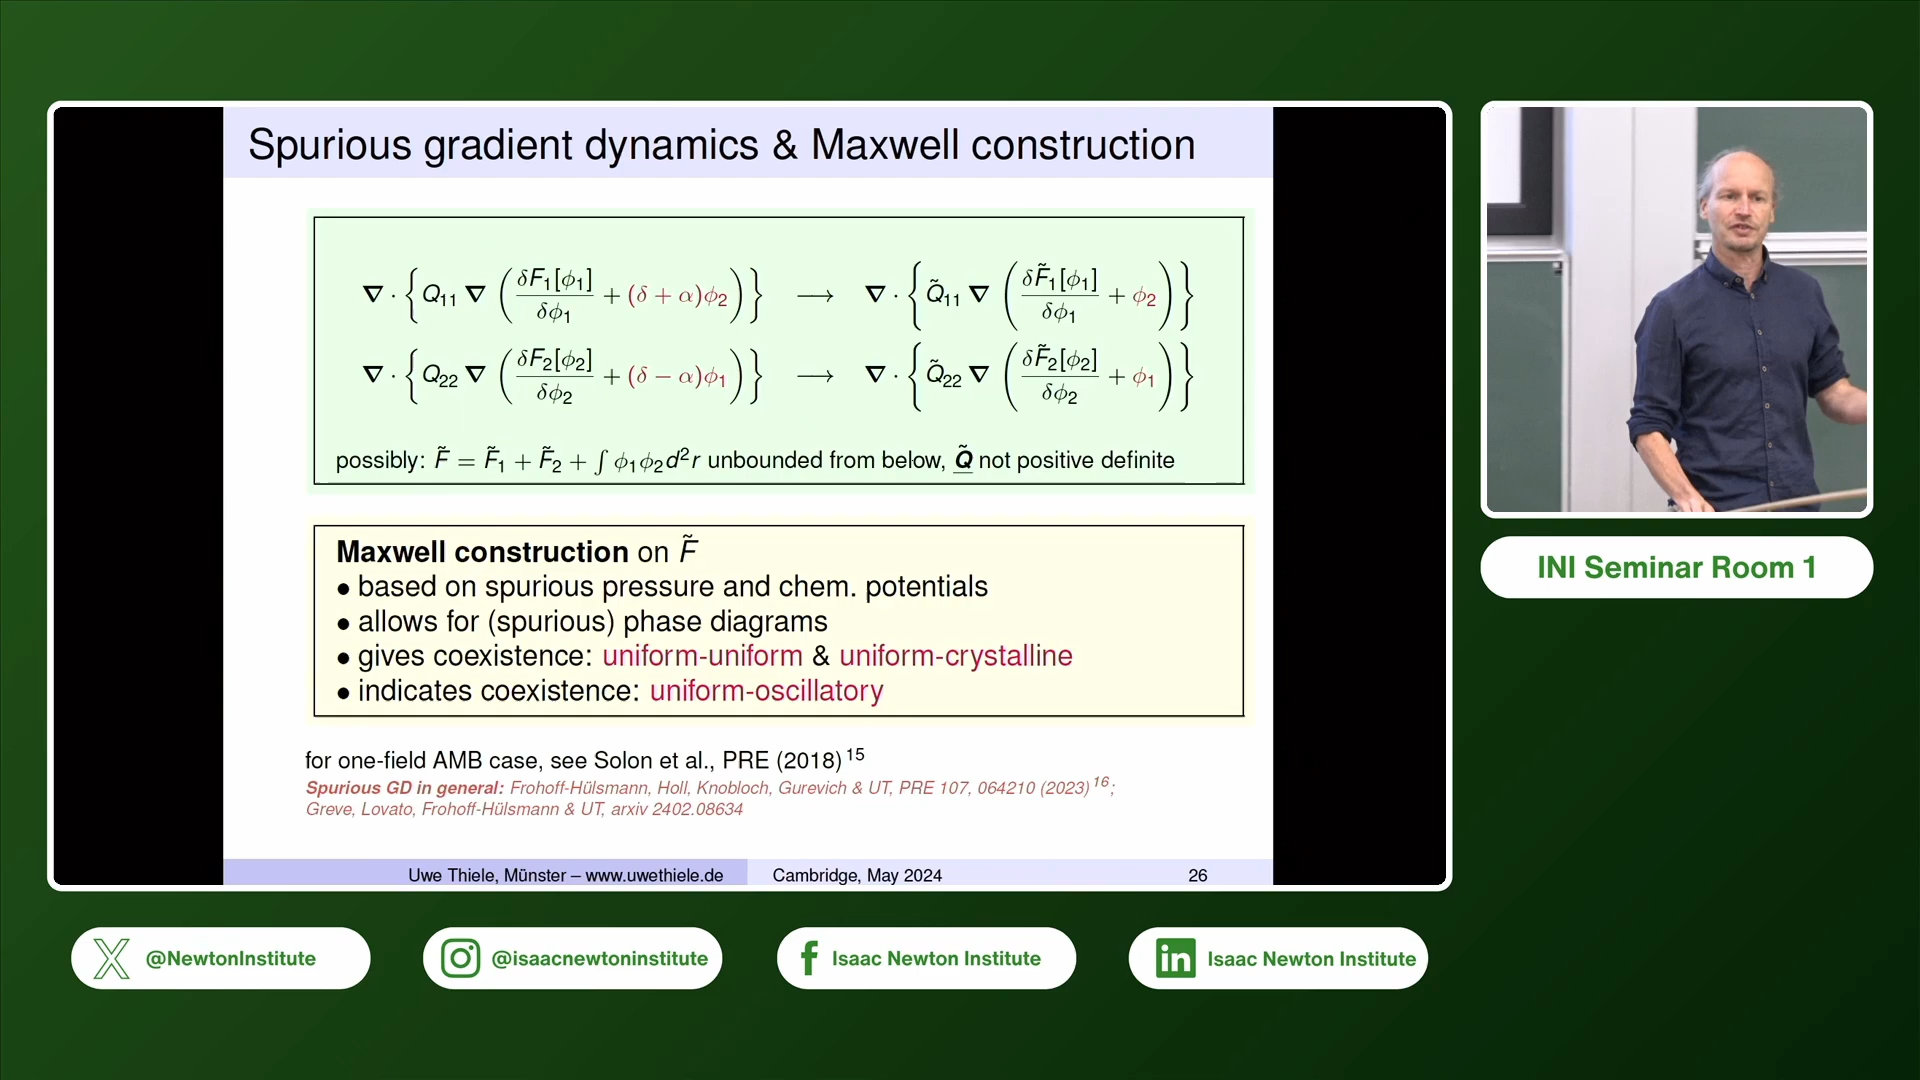 Spurious gradient dynamics & Maxwell construction
∇ · { Q₁₁ ∇ ( δF₁[ϕ₁] / δϕ₁ + (δ + α)ϕ₂ ) } ⟶ ∇ · { Q̃₁₁ ∇ ( δF̃₁[ϕ₁] / δϕ₁ + ϕ₂ ) }
∇ · { Q₂₂ ∇ ( δF₂[ϕ₂] / δϕ₂ + (δ − α)ϕ₁ ) } ⟶ ∇ · { Q̃₂₂ ∇ ( δF̃₂[ϕ₂] / δϕ₂ + ϕ₁ ) }
possibly: F̃ = F̃₁ + F̃₂ + ∫ ϕ₁ϕ₂d²r unbounded from below, Q̃ not positive definite
Maxwell construction on F̃
• based on spurious pressure and chem. potentials
• allows for (spurious) phase diagrams
• gives coexistence: uniform-uniform & uniform-crystalline
• indicates coexistence: uniform-oscillatory
for one-field AMB case, see Solon et al., PRE (2018)¹⁵
Spurious GD in general: Frohoff-Hülsmann, Holl, Knobloch, Gurevich & UT, PRE 107, 064210 (2023)¹⁶;
Greve, Lovato, Frohoff-Hülsmann & UT, arxiv 2402.08634
Uwe Thiele, Münster – www.uwethiele.de Cambridge, May 2024 26
INI Seminar Room 1
@NewtonInstitute
@isaacnewtoninstitute
Isaac Newton Institute
Isaac Newton Institute